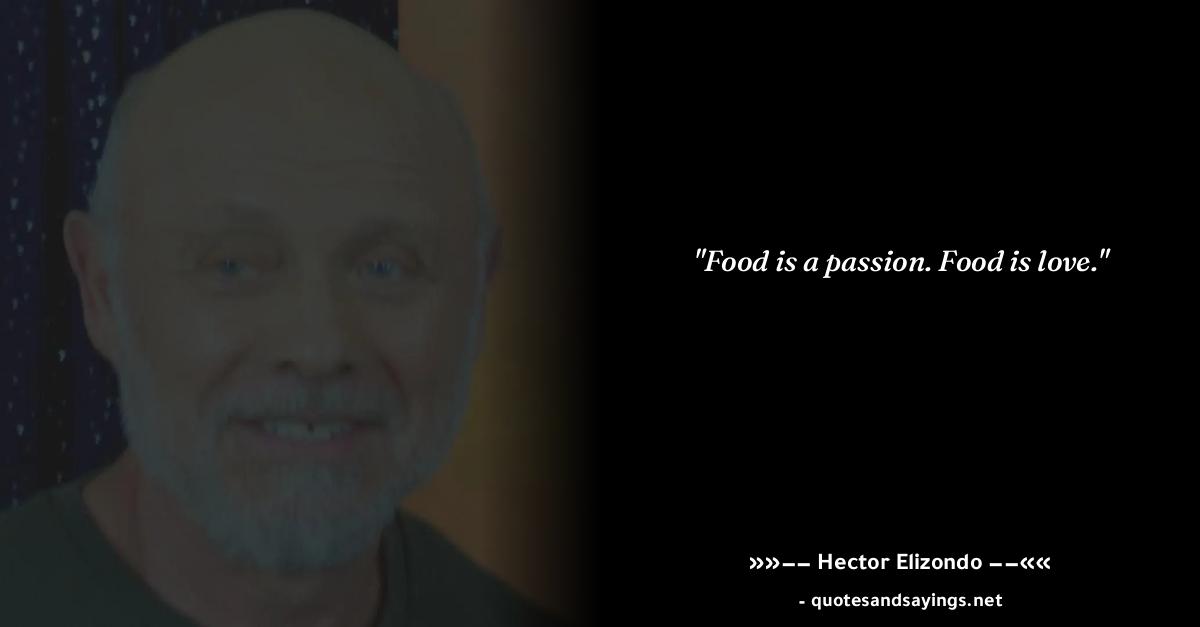 "Food is a passion. Food is love."
»»–– Hector Elizondo ––««
- quotesandsayings.net